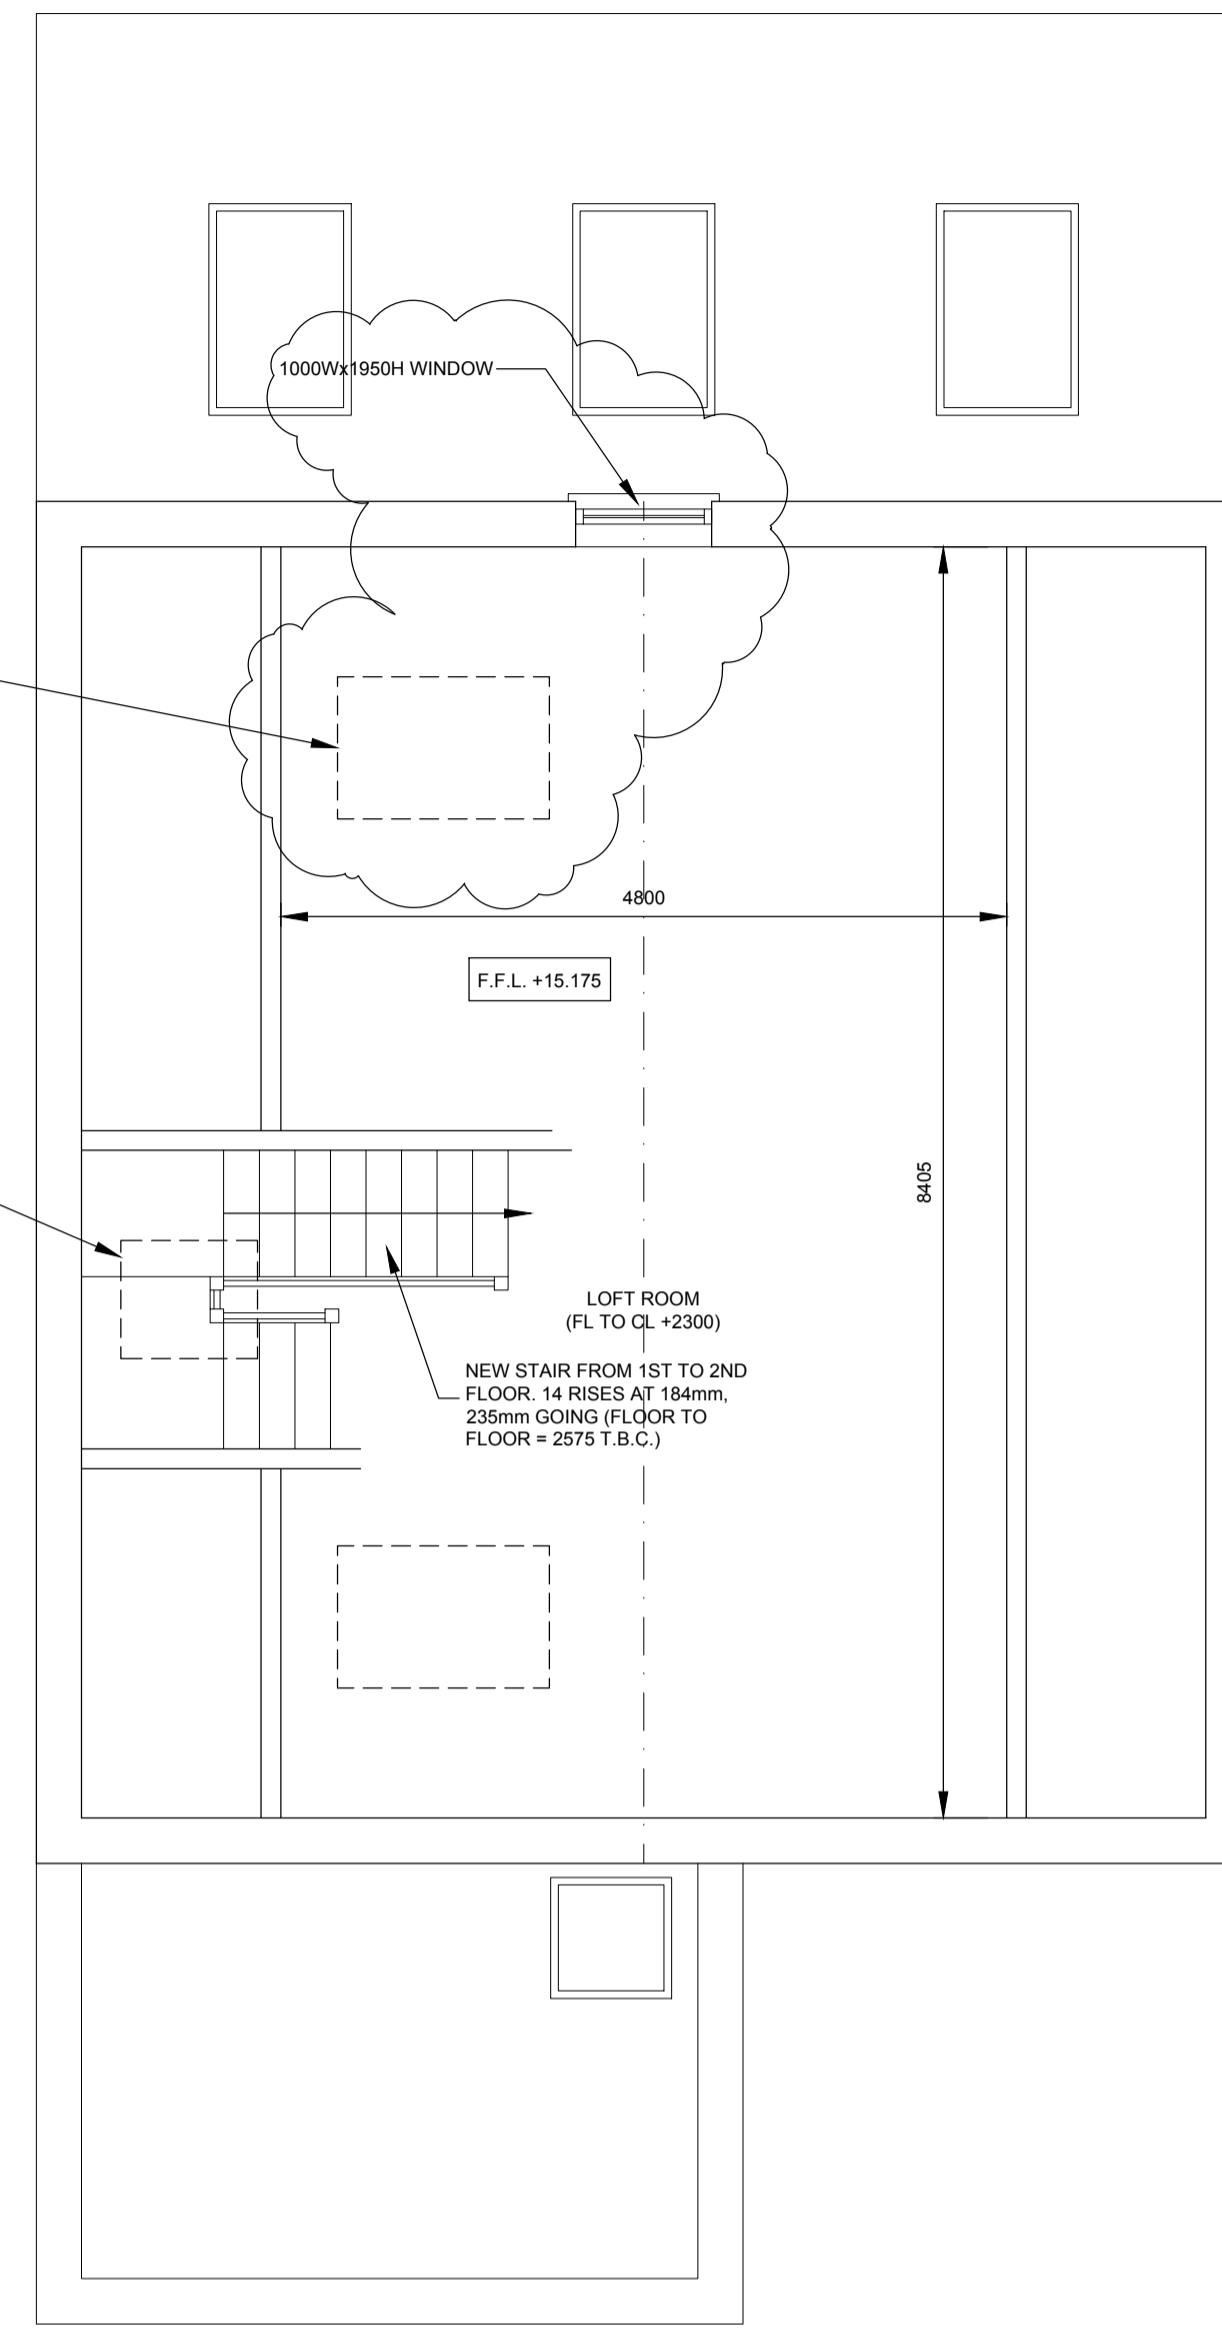 1000Wx1950H WINDOW
4800
F.F.L. +15.175
8405
LOFT ROOM
(FL TO CL +2300)
NEW STAIR FROM 1ST TO 2ND
FLOOR. 14 RISES AT 184mm,
235mm GOING (FLOOR TO
FLOOR = 2575 T.B.C.)